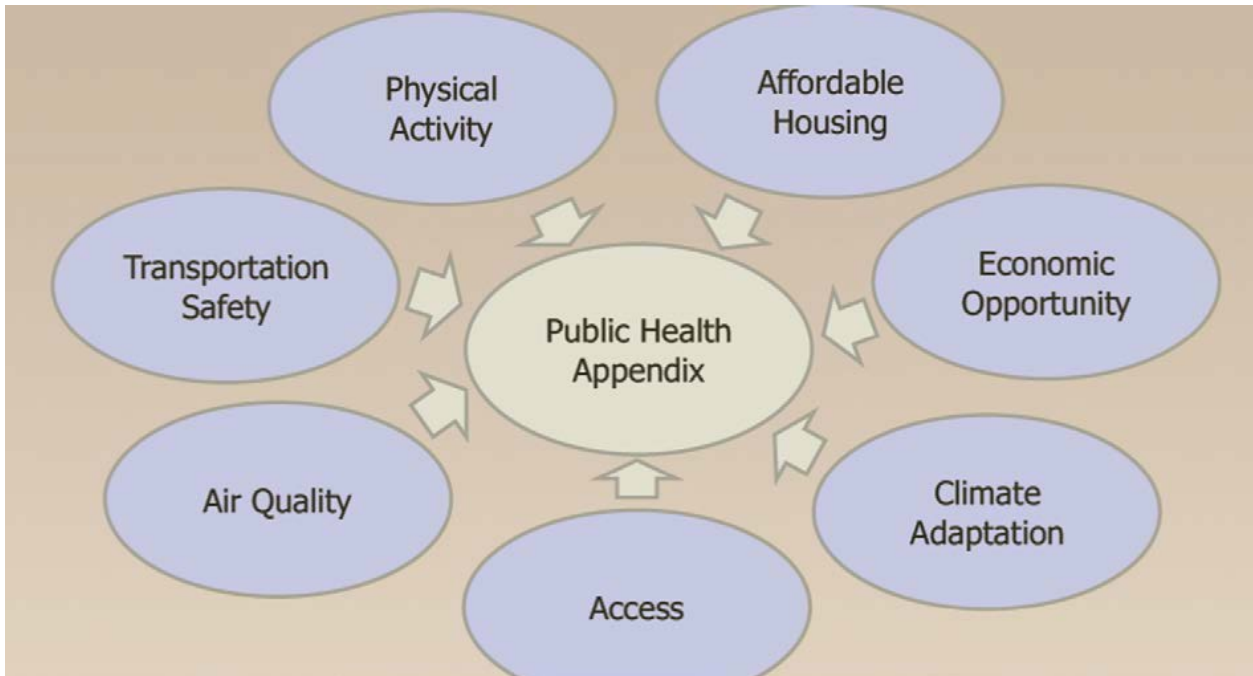 Physical
Activity
Affordable
Housing
Transportation
Safety
Economic
Opportunity
Public Health
Appendix
Air Quality
Climate
Adaptation
Access